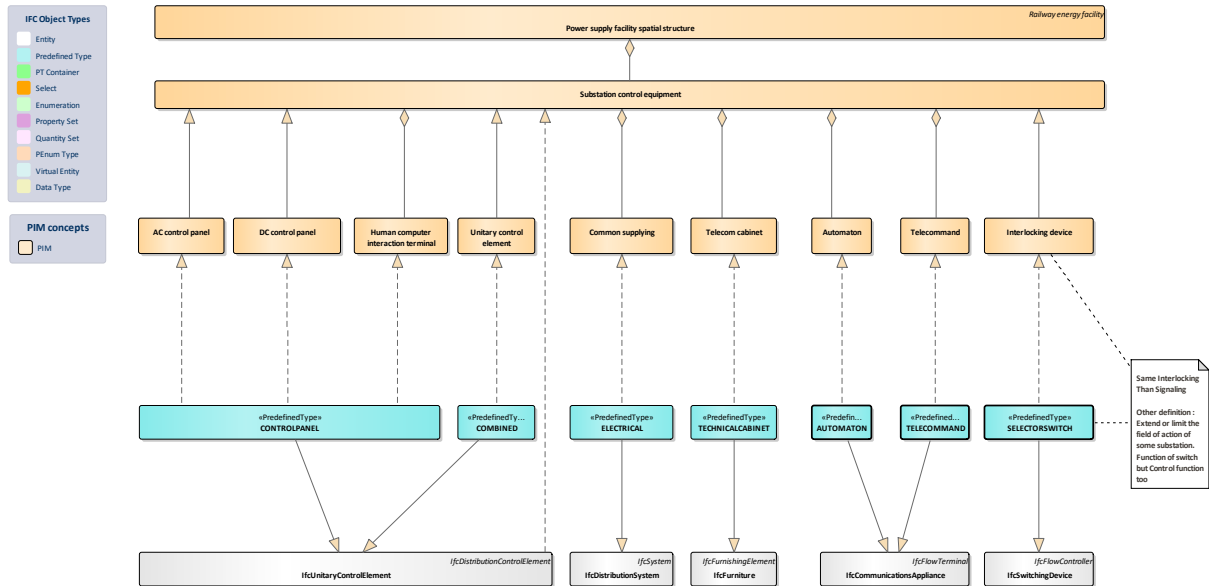 IFC Object Types
Entity
Predefined Type
PT Container
Select
Enumeration
Property Set
Quantity Set
PEnum Type
Virtual Entity
Data Type
PIM concepts
PIM
Railway energy facility
Power supply facility spatial structure
Substation control equipment
AC control panel
DC control panel
Human computer
interaction terminal
Unitary control
element
Common supplying
Telecom cabinet
Automaton
Telecommand
Interlocking device
«PredefinedType»
CONTROLPANEL
«PredefinedTy...
COMBINED
«PredefinedType»
ELECTRICAL
«PredefinedType»
TECHNICALCABINET
«Predefin...
AUTOMATON
«Predefined...
TELECOMMAND
«PredefinedType»
SELECTORSWITCH
Same Interlocking
Than Signaling
Other definition :
Extend or limit the
field of action of
some substation.
Function of switch
but Control function
too
IfcDistributionControlElement
IfcUnitaryControlElement
IfcSystem
IfcDistributionSystem
IfcFurnishingElement
IfcFurniture
IfcFlowTerminal
IfcCommunicationsAppliance
IfcFlowController
IfcSwitchingDevice